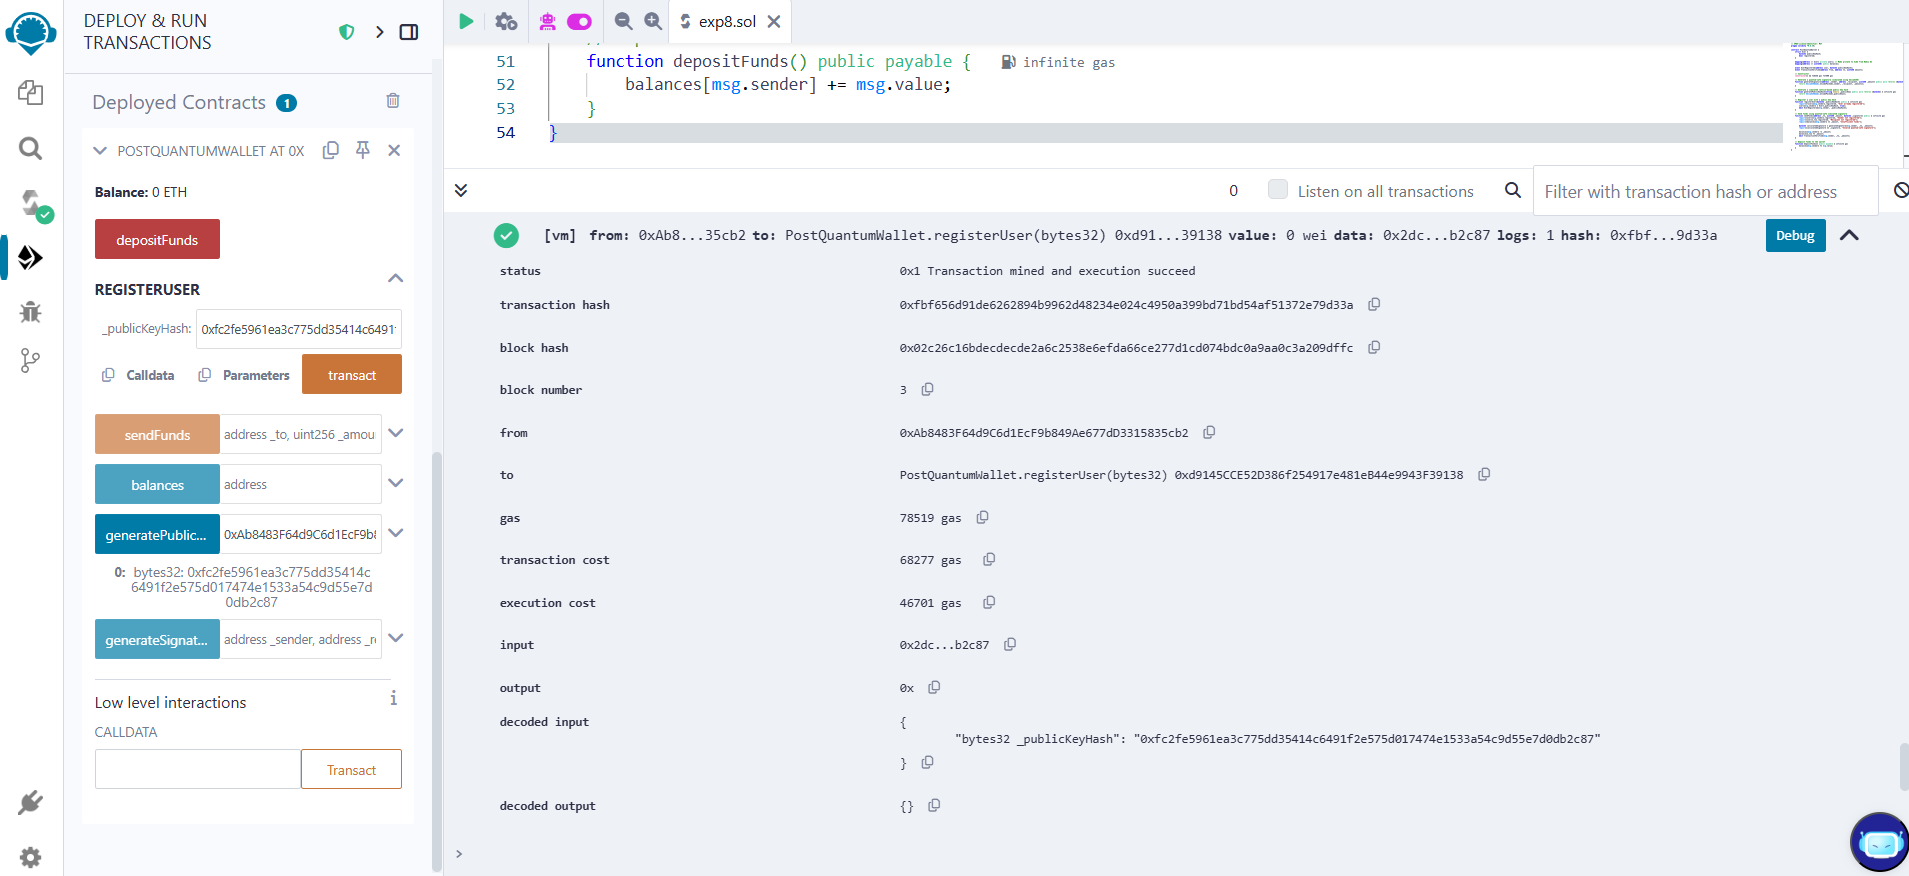 DEPLOY & RUN
TRANSACTIONS
Deployed Contracts 1
POSTQUANTUMWALLET AT 0X
Balance: 0 ETH
depositFunds
REGISTERUSER
_publicKeyHash: 0xfc2fe5961ea3c775dd35414c6491
Calldata Parameters transact
sendFunds address _to, uint256 _amou
balances address
generatePublic... 0xAb8483F64d9C6d1EcF9b8
0: bytes32: 0xfc2fe5961ea3c775dd35414c
6491f2e575d017474e1533a54c9d55e7d
0db2c87
generateSignat... address _sender, address _re
Low level interactions i
CALLDATA
Transact
exp8.sol
51 function depositFunds() public payable { infinite gas
52 balances[msg.sender] += msg.value;
53 }
54 }
0 Listen on all transactions Filter with transaction hash or address
[vm] from: 0xAb8...35cb2 to: PostQuantumWallet.registerUser(bytes32) 0xd91...39138 value: 0 wei data: 0x2dc...b2c87 logs: 1 hash: 0xfbf...9d33a Debug
status 0x1 Transaction mined and execution succeed
transaction hash 0xfbf656d91de6262894b9962d48234e024c4950a399bd71bd54af51372e79d33a
block hash 0x02c26c16bdecdecde2a6c2538e6efda66ce277d1cd074bdc0a9aa0c3a209dffc
block number 3
from 0xAb8483F64d9C6d1EcF9b849Ae677dD3315835cb2
to PostQuantumWallet.registerUser(bytes32) 0xd9145CCE52D386f254917e481eB44e9943F39138
gas 78519 gas
transaction cost 68277 gas
execution cost 46701 gas
input 0x2dc...b2c87
output 0x
decoded input {
"bytes32 _publicKeyHash": "0xfc2fe5961ea3c775dd35414c6491f2e575d017474e1533a54c9d55e7d0db2c87"
}
decoded output {}
>